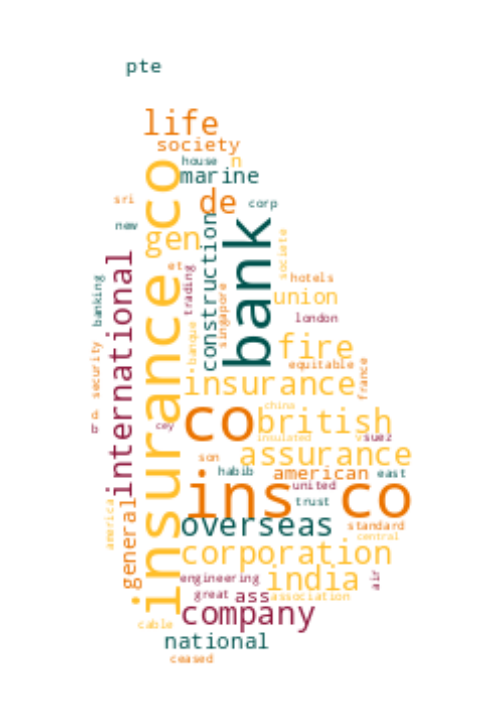 pte
life
society
house n
marine
sri de corp
new
gen
insurance co
construction
bank
societe
et
international
trading
singapore
banking
hotels
union
london
banque
fire
equitable
france
security
d
insurance
china
co british
cey
insulated
suez
assurance
son
habib american east
united
ins co
trust
america
general
overseas standard
central
corporation
engineering india air
great ass association
company
cable
national
ceased